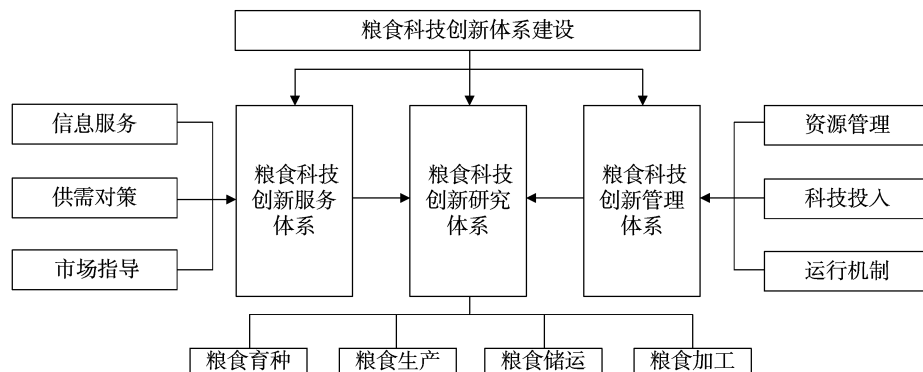 粮食科技创新体系建设
信息服务
供需对策
市场指导
粮食科技
创新服务
体系
粮食科技
创新研究
体系
粮食科技
创新管理
体系
资源管理
科技投入
运行机制
粮食育种
粮食生产
粮食储运
粮食加工